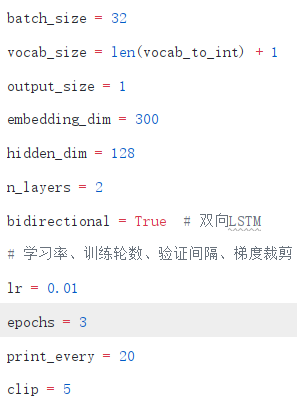 batch_size = 32
vocab_size = len(vocab_to_int) + 1
output_size = 1
embedding_dim = 300
hidden_dim = 128
n_layers = 2
bidirectional = True  # 双向LSTM
# 学习率、训练轮数、验证间隔、梯度裁剪
lr = 0.01
epochs = 3
print_every = 20
clip = 5